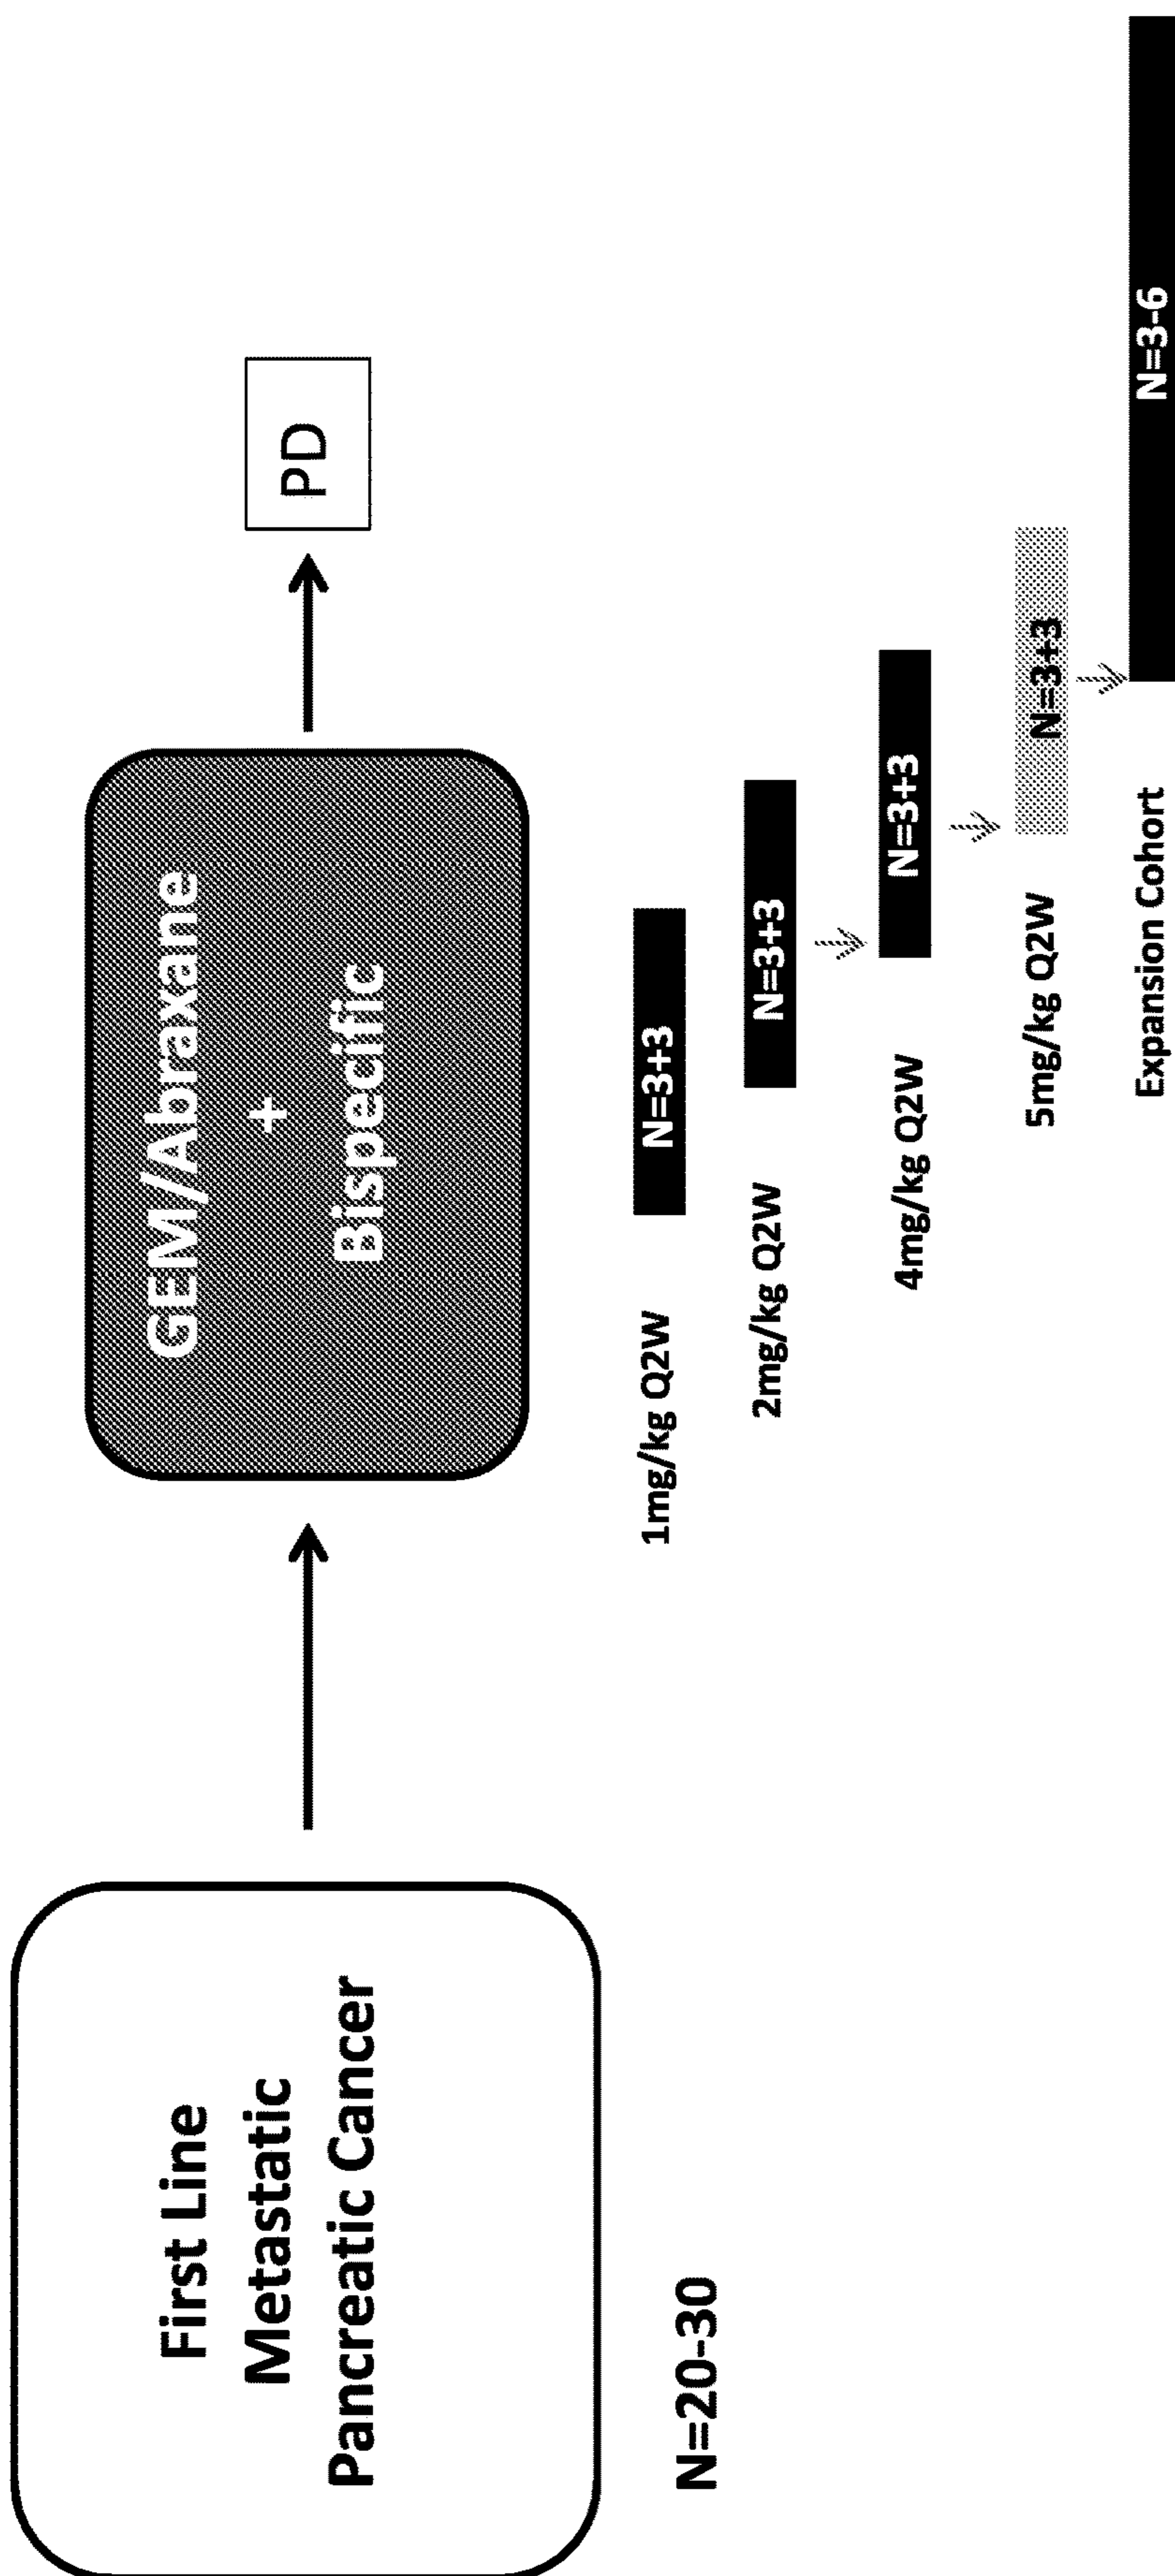 First Line
Metastatic
Pancreatic Cancer
N=20-30
GEM/Abraxane
+
Bispecific
PD
1mg/kg Q2W
N=3+3
2mg/kg Q2W
N=3+3
4mg/kg Q2W
N=3+3
5mg/kg Q2W
N=3+3
Expansion Cohort
N=3-6